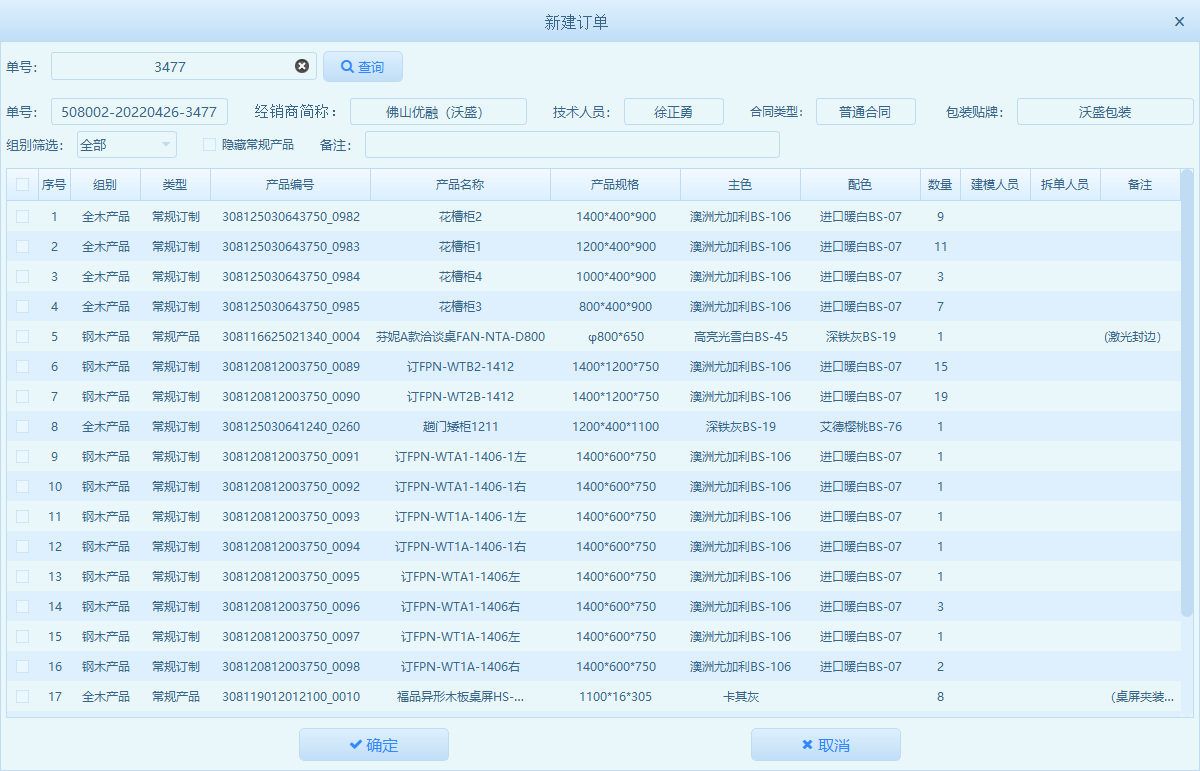 新建订单 ×
单号: 3477 查询
单号: 508002-20220426-3477 经销商简称: 佛山优融（沃盛） 技术人员: 徐正勇 合同类型: 普通合同 包装贴牌: 沃盛包装
组别筛选: 全部 隐藏常规产品 备注:
序号 组别 类型 产品编号 产品名称 产品规格 主色 配色 数量 建模人员 拆单人员 备注
1 全木产品 常规订制 308125030643750_0982 花槽柜2 1400*400*900 澳洲尤加利BS-106 进口暖白BS-07 9
2 全木产品 常规订制 308125030643750_0983 花槽柜1 1200*400*900 澳洲尤加利BS-106 进口暖白BS-07 11
3 全木产品 常规订制 308125030643750_0984 花槽柜4 1000*400*900 澳洲尤加利BS-106 进口暖白BS-07 3
4 全木产品 常规订制 308125030643750_0985 花槽柜3 800*400*900 澳洲尤加利BS-106 进口暖白BS-07 7
5 钢木产品 常规产品 308116625021340_0004 芬妮A款洽谈桌FAN-NTA-D800 φ800*650 高亮光雪白BS-45 深铁灰BS-19 1 (激光封边)
6 钢木产品 常规订制 308120812003750_0089 订FPN-WTB2-1412 1400*1200*750 澳洲尤加利BS-106 进口暖白BS-07 15
7 钢木产品 常规订制 308120812003750_0090 订FPN-WT2B-1412 1400*1200*750 澳洲尤加利BS-106 进口暖白BS-07 19
8 全木产品 常规订制 308125030641240_0260 趟门矮柜1211 1200*400*1100 深铁灰BS-19 艾德樱桃BS-76 1
9 钢木产品 常规订制 308120812003750_0091 订FPN-WTA1-1406-1左 1400*600*750 澳洲尤加利BS-106 进口暖白BS-07 1
10 钢木产品 常规订制 308120812003750_0092 订FPN-WTA1-1406-1右 1400*600*750 澳洲尤加利BS-106 进口暖白BS-07 1
11 钢木产品 常规订制 308120812003750_0093 订FPN-WT1A-1406-1左 1400*600*750 澳洲尤加利BS-106 进口暖白BS-07 1
12 钢木产品 常规订制 308120812003750_0094 订FPN-WT1A-1406-1右 1400*600*750 澳洲尤加利BS-106 进口暖白BS-07 1
13 钢木产品 常规订制 308120812003750_0095 订FPN-WTA1-1406左 1400*600*750 澳洲尤加利BS-106 进口暖白BS-07 1
14 钢木产品 常规订制 308120812003750_0096 订FPN-WTA1-1406右 1400*600*750 澳洲尤加利BS-106 进口暖白BS-07 3
15 钢木产品 常规订制 308120812003750_0097 订FPN-WT1A-1406左 1400*600*750 澳洲尤加利BS-106 进口暖白BS-07 1
16 钢木产品 常规订制 308120812003750_0098 订FPN-WT1A-1406右 1400*600*750 澳洲尤加利BS-106 进口暖白BS-07 2
17 全木产品 常规产品 308119012012100_0010 福品异形木板桌屏HS-... 1100*16*305 卡其灰 8 (桌屏夹装...
确定 取消